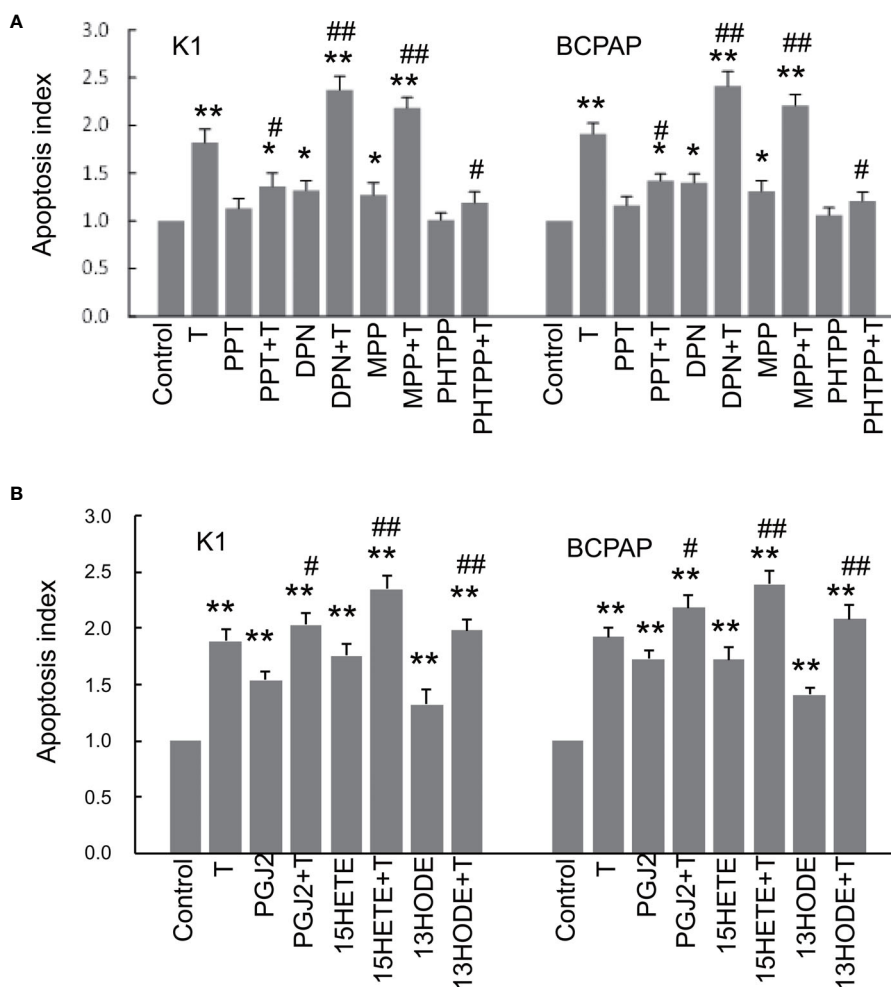 A
3.0
2.5
2.0
1.5
1.0
0.5
0.0
Apoptosis index
K1
BCPAP
** # * * ## ** * ## ** #
** # * * ## ** * ## ** #
Control T PPT PPT+T DPN DPN+T MPP MPP+T PHTPP PHTPP+T
Control T PPT PPT+T DPN DPN+T MPP MPP+T PHTPP PHTPP+T
B
3.0
2.5
2.0
1.5
1.0
0.5
0.0
Apoptosis index
K1
BCPAP
** ** # ** ** ## ** ** ## **
** ** # ** ** ## ** ** ## **
Control T PGJ2 PGJ2+T 15HETE 15HETE+T 13HODE 13HODE+T
Control T PGJ2 PGJ2+T 15HETE 15HETE+T 13HODE 13HODE+T